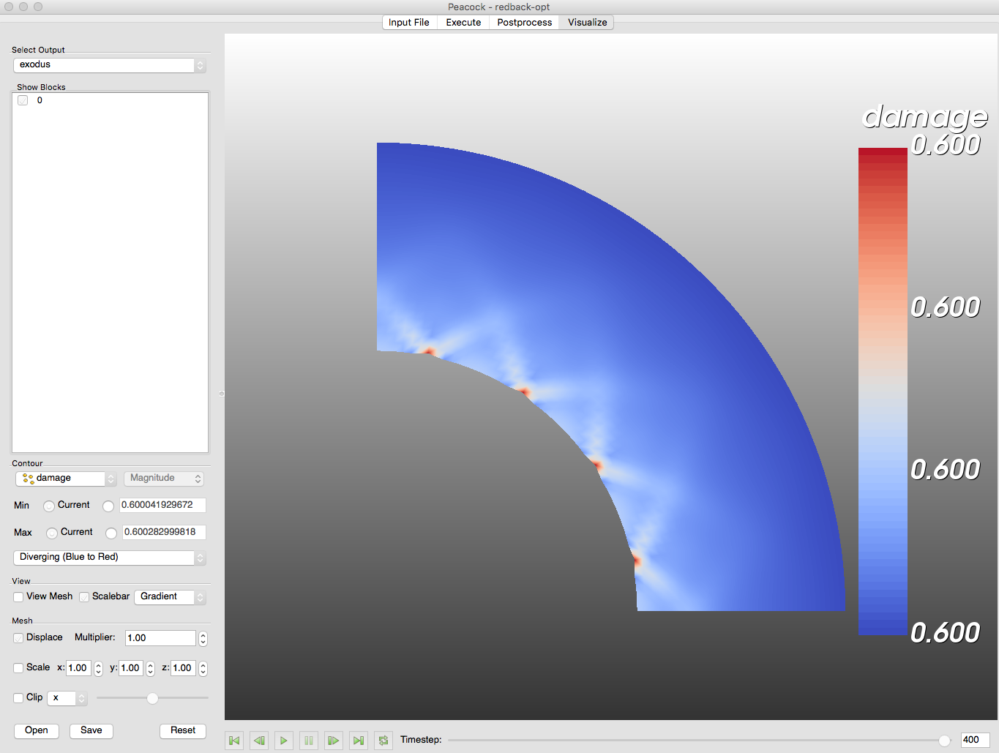 Peacock - redback-opt
Input File Execute Postprocess Visualize
Select Output
exodus
Show Blocks
0
Contour
damage Magnitude
Min Current 0.600041929672
Max Current 0.600282999818
Diverging (Blue to Red)
View
View Mesh Scalebar Gradient
Mesh
Displace Multiplier: 1.00
Scale x: 1.00 y: 1.00 z: 1.00
Clip x
Open Save Reset
damage
0.600
0.600
0.600
0.600
Timestep: 400